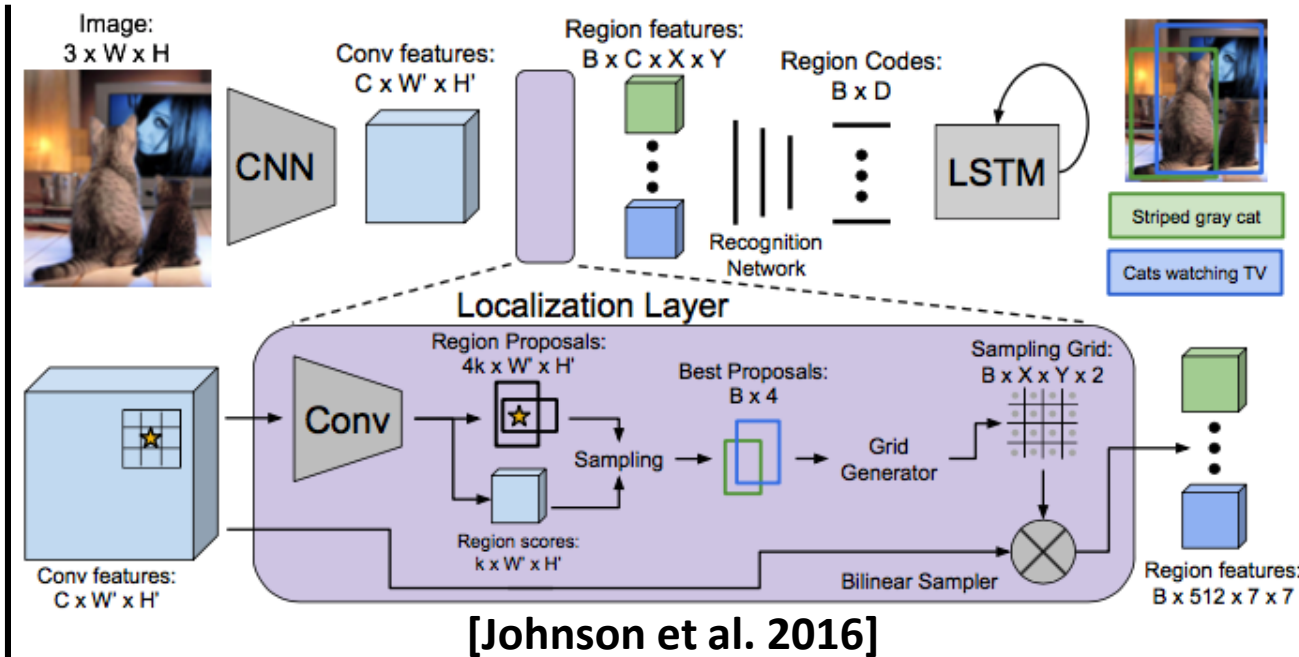 Image:
3 x W x H
Conv features:
C x W' x H'
Region features:
B x C x X x Y
Region Codes:
B x D
CNN
LSTM
Recognition
Network
Striped gray cat
Cats watching TV
Localization Layer
Region Proposals:
4k x W' x H'
Best Proposals:
B x 4
Sampling Grid:
B x X x Y x 2
Conv
Sampling
Grid
Generator
Region scores:
k x W' x H'
Bilinear Sampler
Conv features:
C x W' x H'
Region features:
B x 512 x 7 x 7
[Johnson et al. 2016]